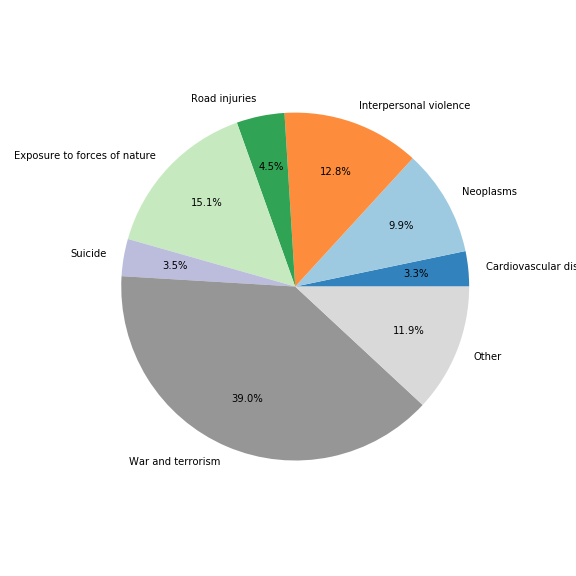 Road injuries
Interpersonal violence
Exposure to forces of nature
4.5%
12.8%
Neoplasms
15.1%
9.9%
Suicide
3.5%
3.3%
Cardiovascular dis
11.9%
Other
39.0%
War and terrorism